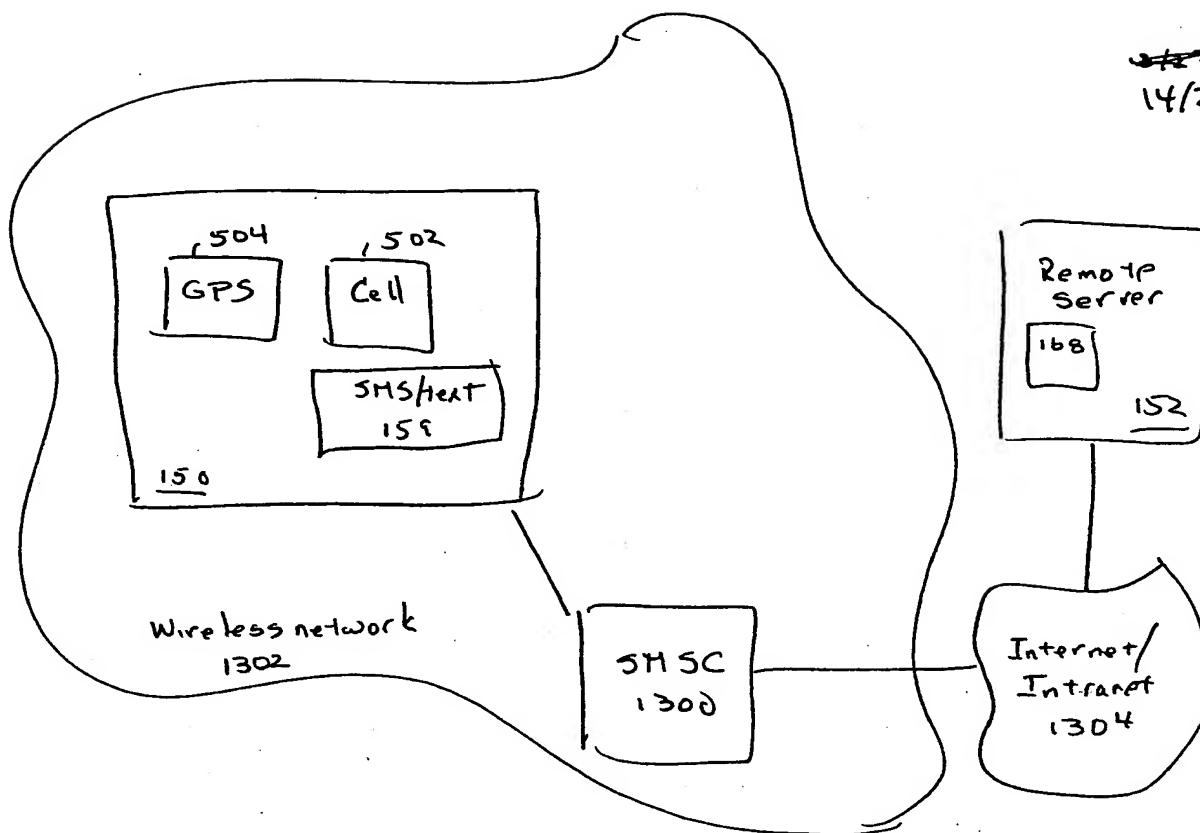 14/2
504
502
GPS
Cell
SMS/text
159
150
Wireless network
1302
SMSC
1300
Remote
Server
168
152
Internet/
Intranet
1304